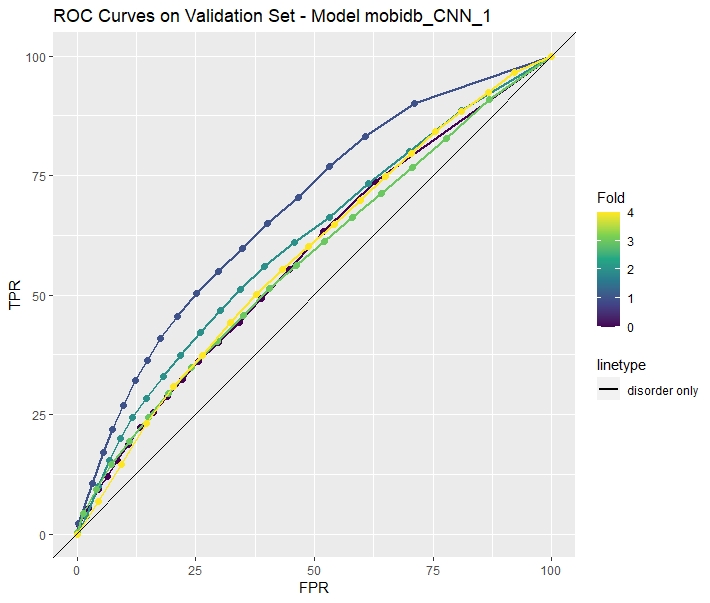 ROC Curves on Validation Set - Model mobidb_CNN_1
100
75
50
25
0
TPR
0
25
50
75
100
FPR
Fold
4
3
2
1
0
linetype
disorder only